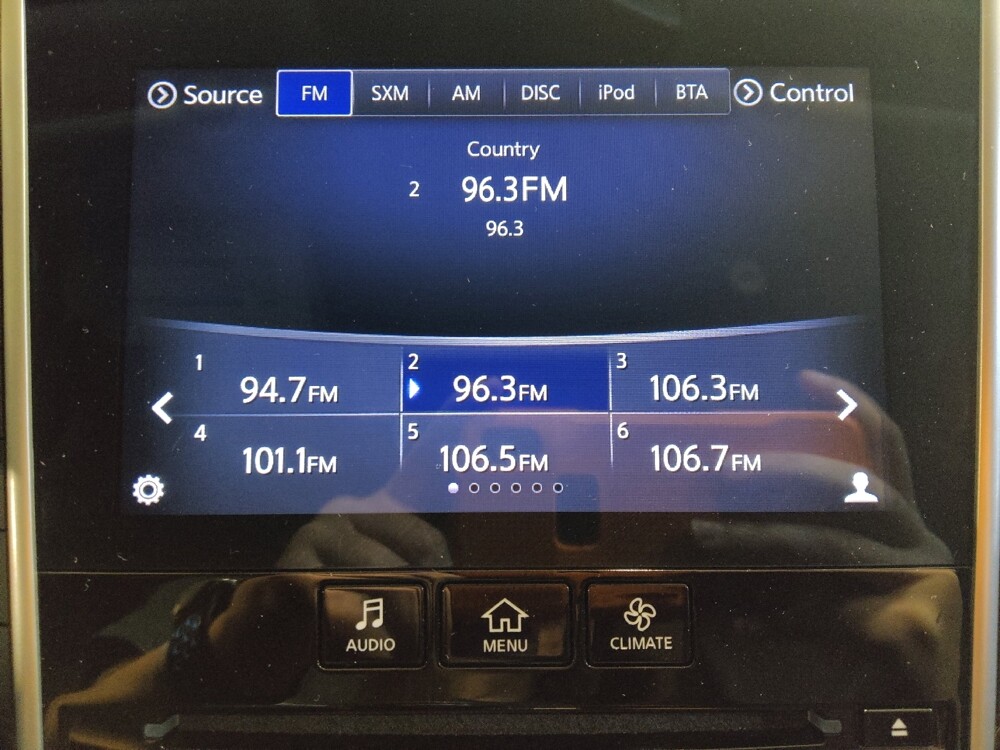 Source FM SXM AM DISC iPod BTA Control
Country
2 96.3FM
96.3
1 94.7FM
2 96.3FM
3 106.3FM
4 101.1FM
5 106.5FM
6 106.7FM
AUDIO MENU CLIMATE